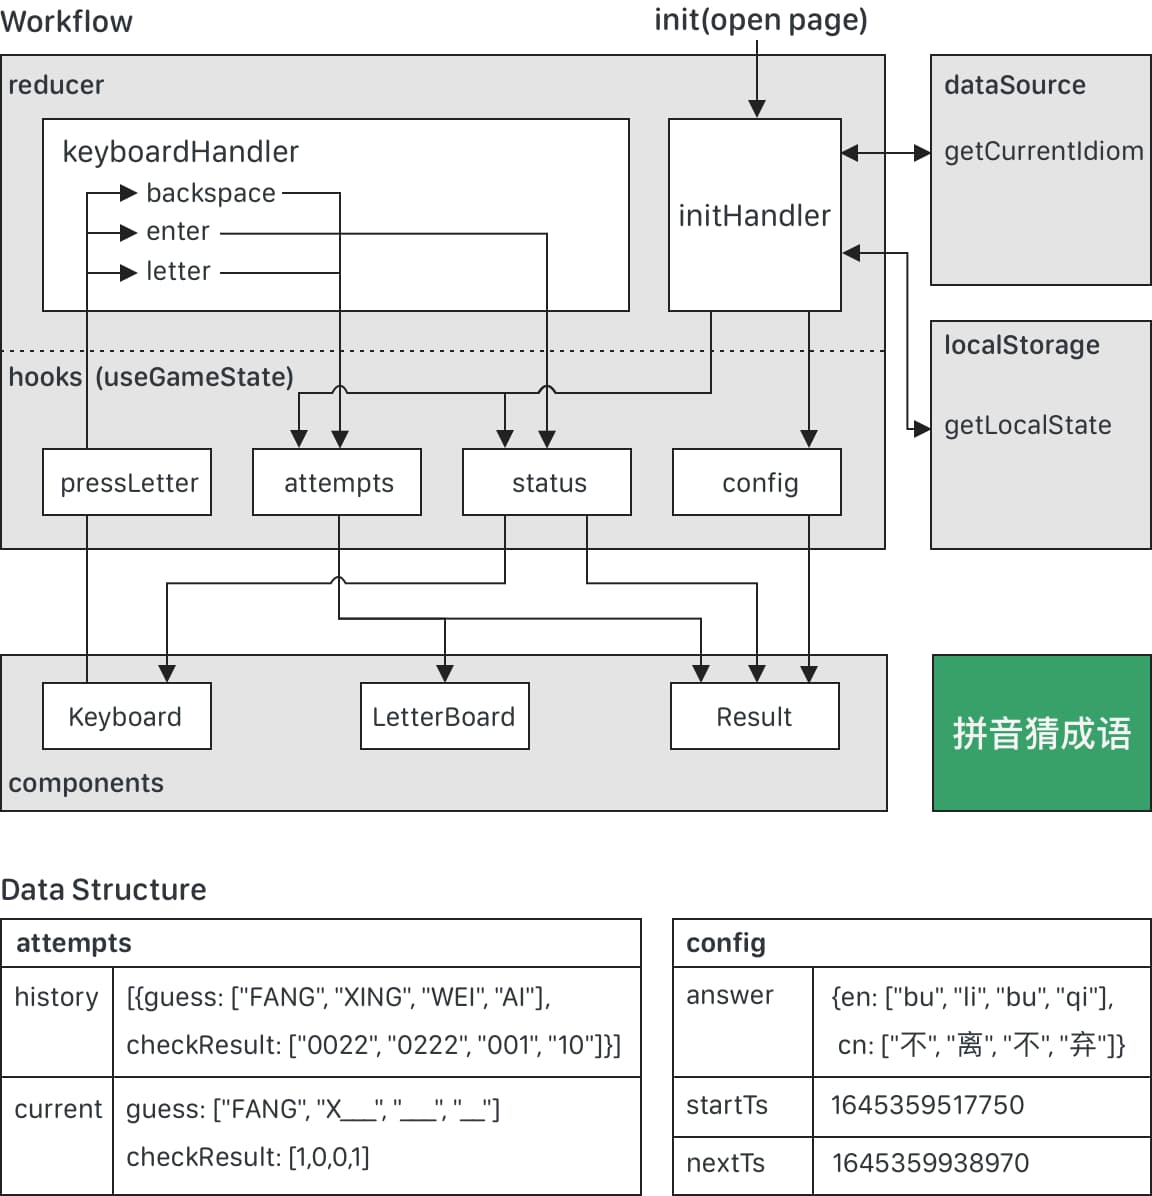 Workflow
init(open page)
reducer
dataSource
keyboardHandler
getCurrentIdiom
backspace
initHandler
enter
letter
localStorage
hooks (useGameState)
getLocalState
pressLetter
attempts
status
config
Keyboard
LetterBoard
Result
拼音猜成语
components
Data Structure
attempts
history
[{guess: ["FANG", "XING", "WEI", "AI"],
checkResult: ["0022", "0222", "001", "10"]}]
current
guess: ["FANG", "X___", "___", "__"]
checkResult: [1,0,0,1]
config
answer
{en: ["bu", "li", "bu", "qi"],
cn: ["不", "离", "不", "弃"]}
startTs
1645359517750
nextTs
1645359938970